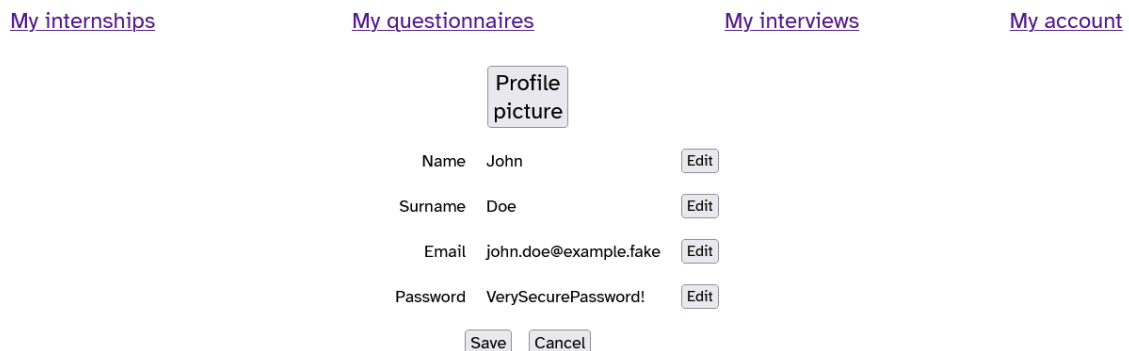 My internships My questionnaires My interviews My account
Profile
picture
Name John Edit
Surname Doe Edit
Email john.doe@example.fake Edit
Password VerySecurePassword! Edit
Save Cancel